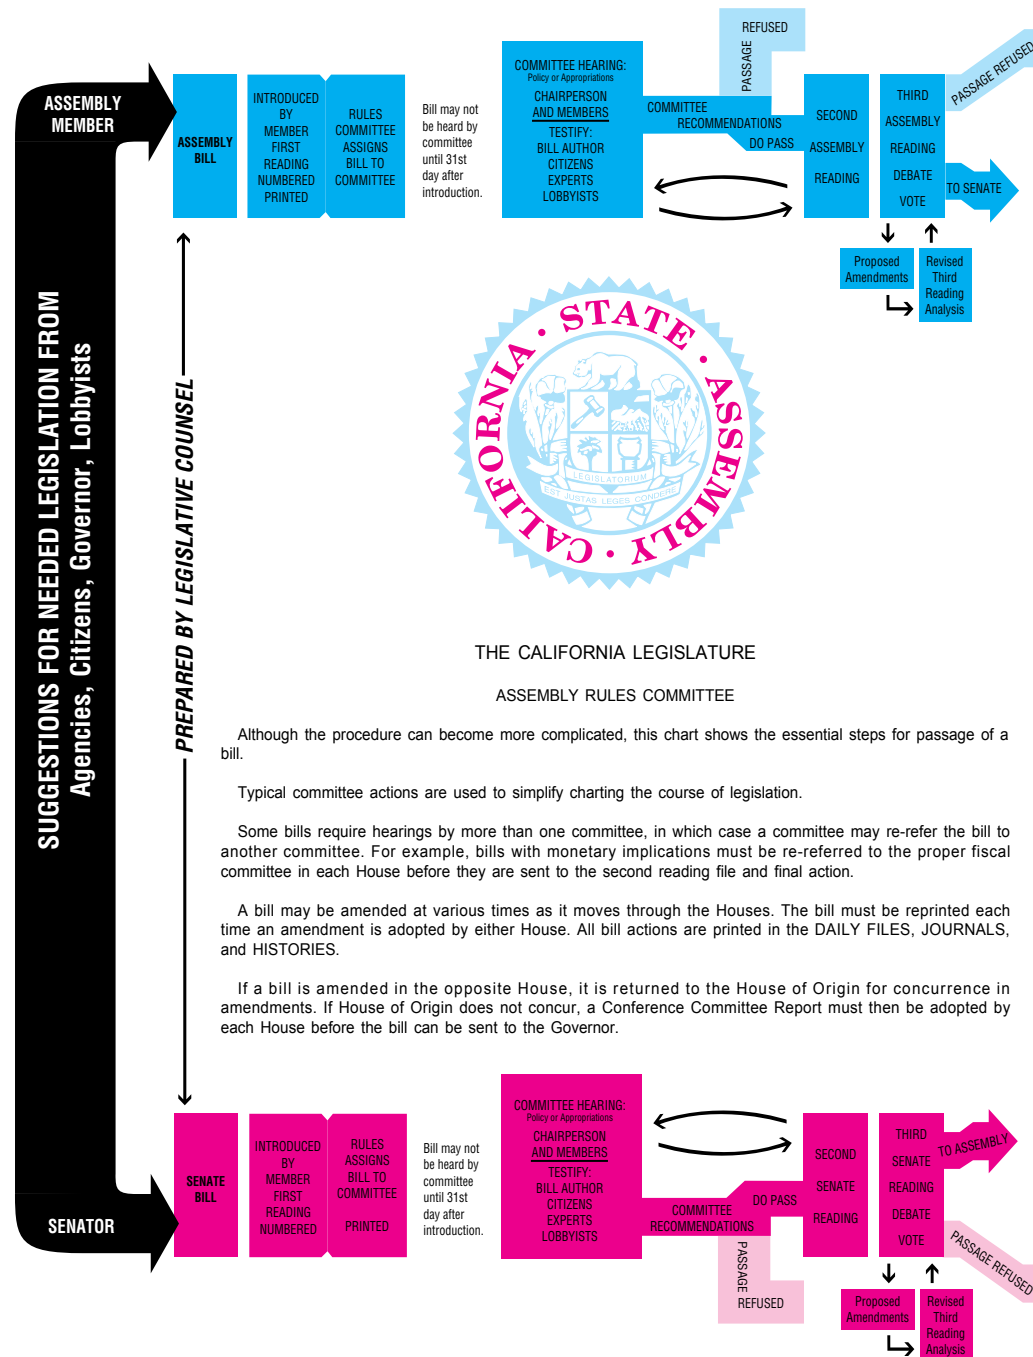 SUGGESTIONS FOR NEEDED LEGISLATION FROM
Agencies, Citizens, Governor, Lobbyists
ASSEMBLY
MEMBER
ASSEMBLY
BILL
INTRODUCED
BY
MEMBER
FIRST
READING
NUMBERED
PRINTED
RULES
COMMITTEE
ASSIGNS
BILL TO
COMMITTEE
Bill may not
be heard by
committee
until 31st
day after
introduction.
COMMITTEE HEARING:
Policy or Appropriations
CHAIRPERSON
AND MEMBERS
TESTIFY:
BILL AUTHOR
CITIZENS
EXPERTS
LOBBYISTS
COMMITTEE
RECOMMENDATIONS
PASSAGE
REFUSED
DO PASS
SECOND
ASSEMBLY
READING
THIRD
ASSEMBLY
READING
DEBATE
VOTE
PASSAGE REFUSED
TO SENATE
Proposed
Amendments
Revised
Third
Reading
Analysis
PREPARED BY LEGISLATIVE COUNSEL
CALIFORNIA · STATE · ASSEMBLY ·
LEGISLATORIUM
EST JUSTAS LEGES CONDERE
THE CALIFORNIA LEGISLATURE
ASSEMBLY RULES COMMITTEE
Although the procedure can become more complicated, this chart shows the essential steps for passage of a
bill.
Typical committee actions are used to simplify charting the course of legislation.
Some bills require hearings by more than one committee, in which case a committee may re-refer the bill to
another committee. For example, bills with monetary implications must be re-referred to the proper fiscal
committee in each House before they are sent to the second reading file and final action.
A bill may be amended at various times as it moves through the Houses. The bill must be reprinted each
time an amendment is adopted by either House. All bill actions are printed in the DAILY FILES, JOURNALS,
and HISTORIES.
If a bill is amended in the opposite House, it is returned to the House of Origin for concurrence in
amendments. If House of Origin does not concur, a Conference Committee Report must then be adopted by
each House before the bill can be sent to the Governor.
SENATOR
SENATE
BILL
INTRODUCED
BY
MEMBER
FIRST
READING
NUMBERED
RULES
ASSIGNS
BILL TO
COMMITTEE
PRINTED
Bill may not
be heard by
committee
until 31st
day after
introduction.
COMMITTEE HEARING:
Policy or Appropriations
CHAIRPERSON
AND MEMBERS
TESTIFY:
BILL AUTHOR
CITIZENS
EXPERTS
LOBBYISTS
COMMITTEE
RECOMMENDATIONS
DO PASS
PASSAGE
REFUSED
SECOND
SENATE
READING
THIRD
SENATE
READING
DEBATE
VOTE
TO ASSEMBLY
PASSAGE REFUSED
Proposed
Amendments
Revised
Third
Reading
Analysis